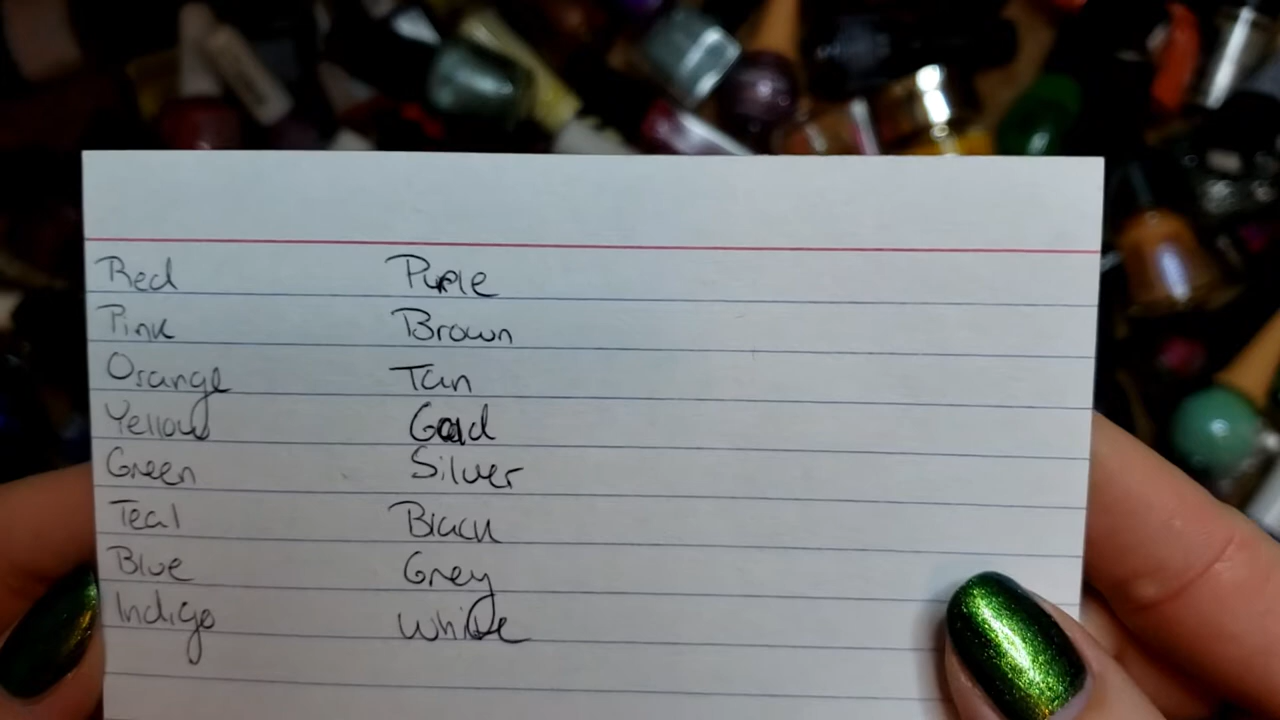 Red
Pink
Orange
Yellow
Green
Teal
Blue
Indigo
Purple
Brown
Tan
Gold
Silver
Black
Grey
White